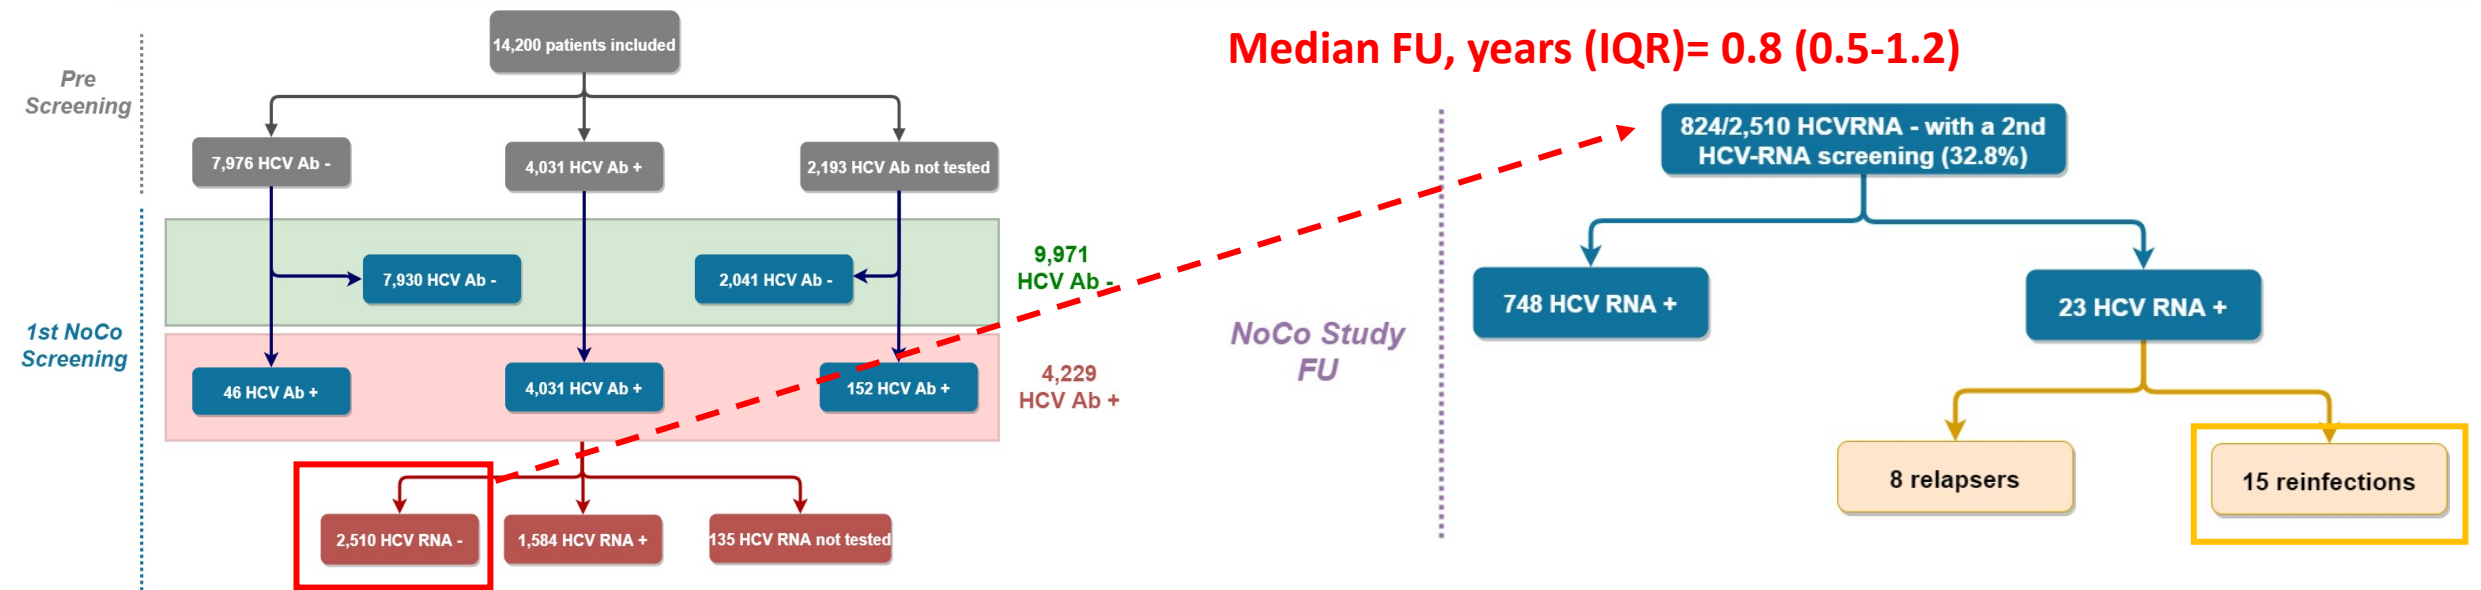 14,200 patients included
Pre
Screening
7,976 HCV Ab -
4,031 HCV Ab +
2,193 HCV Ab not tested
1st NoCo
Screening
7,930 HCV Ab -
2,041 HCV Ab -
9,971
HCV Ab -
46 HCV Ab +
4,031 HCV Ab +
152 HCV Ab +
4,229
HCV Ab +
2,510 HCV RNA -
1,584 HCV RNA +
135 HCV RNA not tested
Median FU, years (IQR)= 0.8 (0.5-1.2)
824/2,510 HCVRNA - with a 2nd
HCV-RNA screening (32.8%)
NoCo Study
FU
748 HCV RNA +
23 HCV RNA +
8 relapsers
15 reinfections